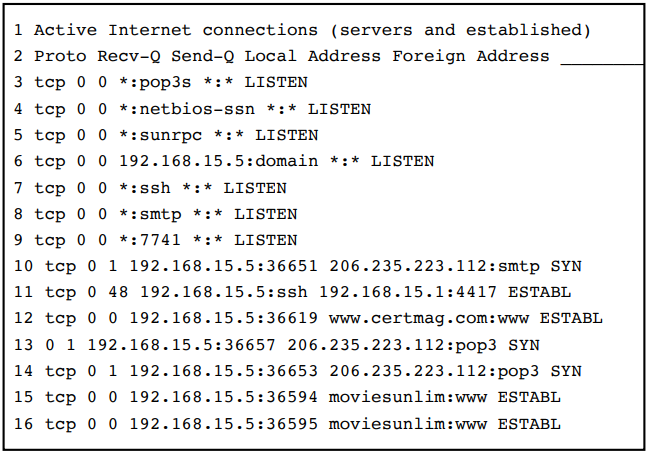 1 Active Internet connections (servers and established)
2 Proto Recv-Q Send-Q Local Address Foreign Address ________
3 tcp 0 0 *:pop3s *:* LISTEN
4 tcp 0 0 *:netbios-ssn *:* LISTEN
5 tcp 0 0 *:sunrpc *:* LISTEN
6 tcp 0 0 192.168.15.5:domain *:* LISTEN
7 tcp 0 0 *:ssh *:* LISTEN
8 tcp 0 0 *:smtp *:* LISTEN
9 tcp 0 0 *:7741 *:* LISTEN
10 tcp 0 1 192.168.15.5:36651 206.235.223.112:smtp SYN
11 tcp 0 48 192.168.15.5:ssh 192.168.15.1:4417 ESTABL
12 tcp 0 0 192.168.15.5:36619 www.certmag.com:www ESTABL
13 0 1 192.168.15.5:36657 206.235.223.112:pop3 SYN
14 tcp 0 1 192.168.15.5:36653 206.235.223.112:pop3 SYN
15 tcp 0 0 192.168.15.5:36594 moviesunlim:www ESTABL
16 tcp 0 0 192.168.15.5:36595 moviesunlim:www ESTABL